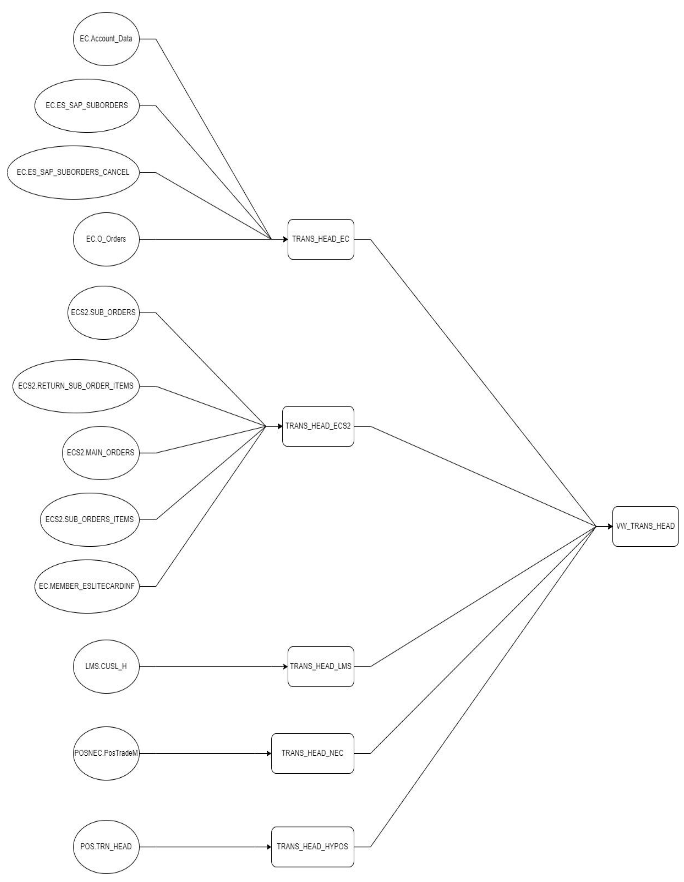 EC.Account_Data
EC.ES_SAP_SUBORDERS
EC.ES_SAP_SUBORDERS_CANCEL
EC.O_Orders
TRANS_HEAD_EC
ECS2.SUB_ORDERS
ECS2.RETURN_SUB_ORDER_ITEMS
ECS2.MAIN_ORDERS
TRANS_HEAD_ECS2
ECS2.SUB_ORDERS_ITEMS
EC.MEMBER_ESLITECARDINF
VW_TRANS_HEAD
LMS.CUSL_H
TRANS_HEAD_LMS
POSNEC.PosTradeM
TRANS_HEAD_NEC
POS.TRN_HEAD
TRANS_HEAD_HYPOS